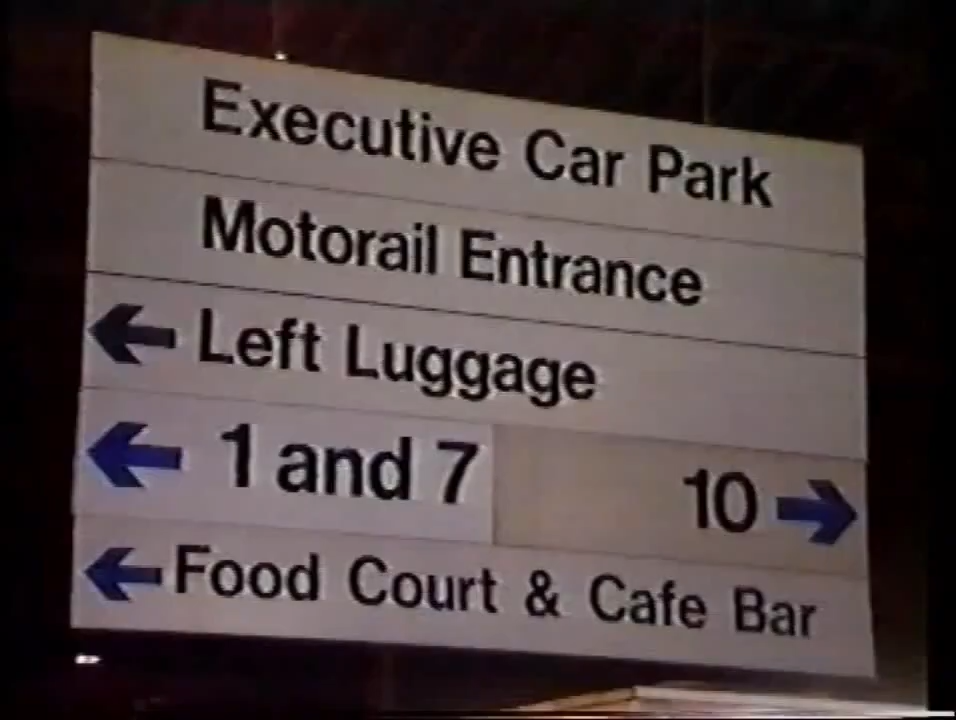 Executive Car Park
Motorail Entrance
← Left Luggage
← 1 and 7 10 →
← Food Court & Cafe Bar